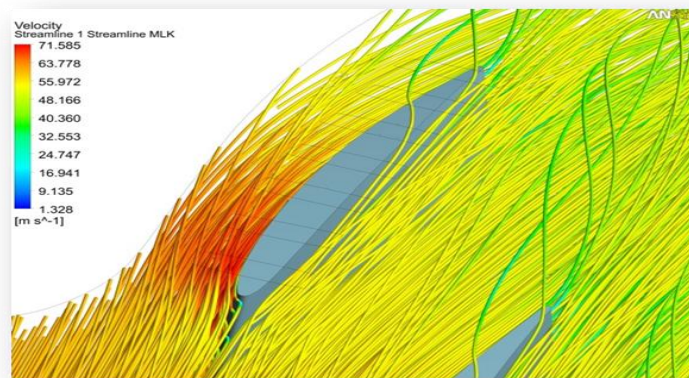 Velocity
Streamline 1 Streamline MLK
71.585
63.778
55.972
48.166
40.360
32.553
24.747
16.941
9.135
1.328
[m s^-1]
AN